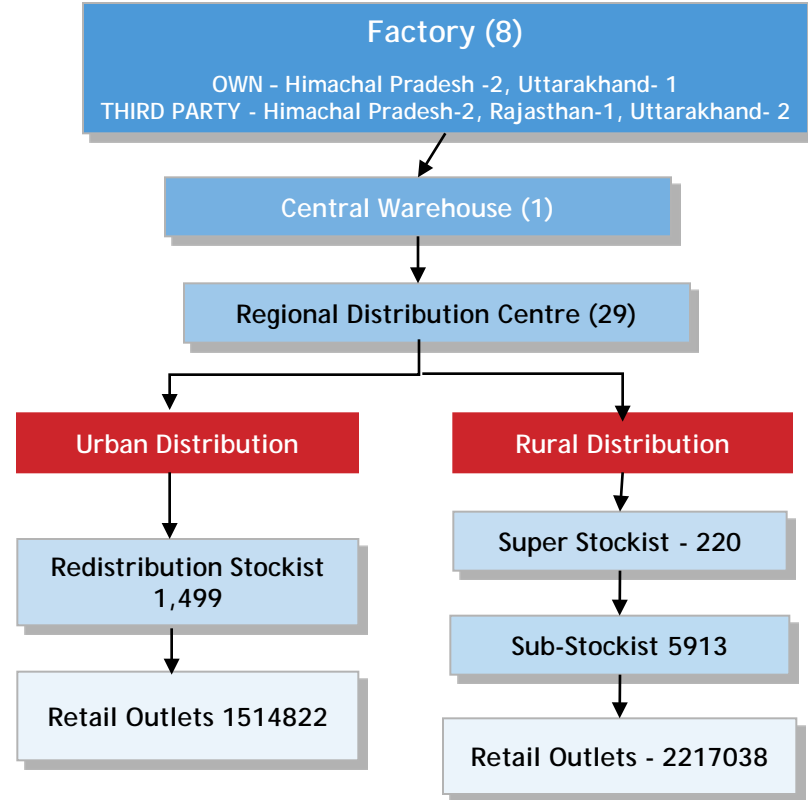 Factory (8)
OWN - Himachal Pradesh -2, Uttarakhand- 1
THIRD PARTY - Himachal Pradesh-2, Rajasthan-1, Uttarakhand- 2
Central Warehouse (1)
Regional Distribution Centre (29)
Urban Distribution
Redistribution Stockist
1,499
Retail Outlets 1514822
Rural Distribution
Super Stockist - 220
Sub-Stockist 5913
Retail Outlets - 2217038